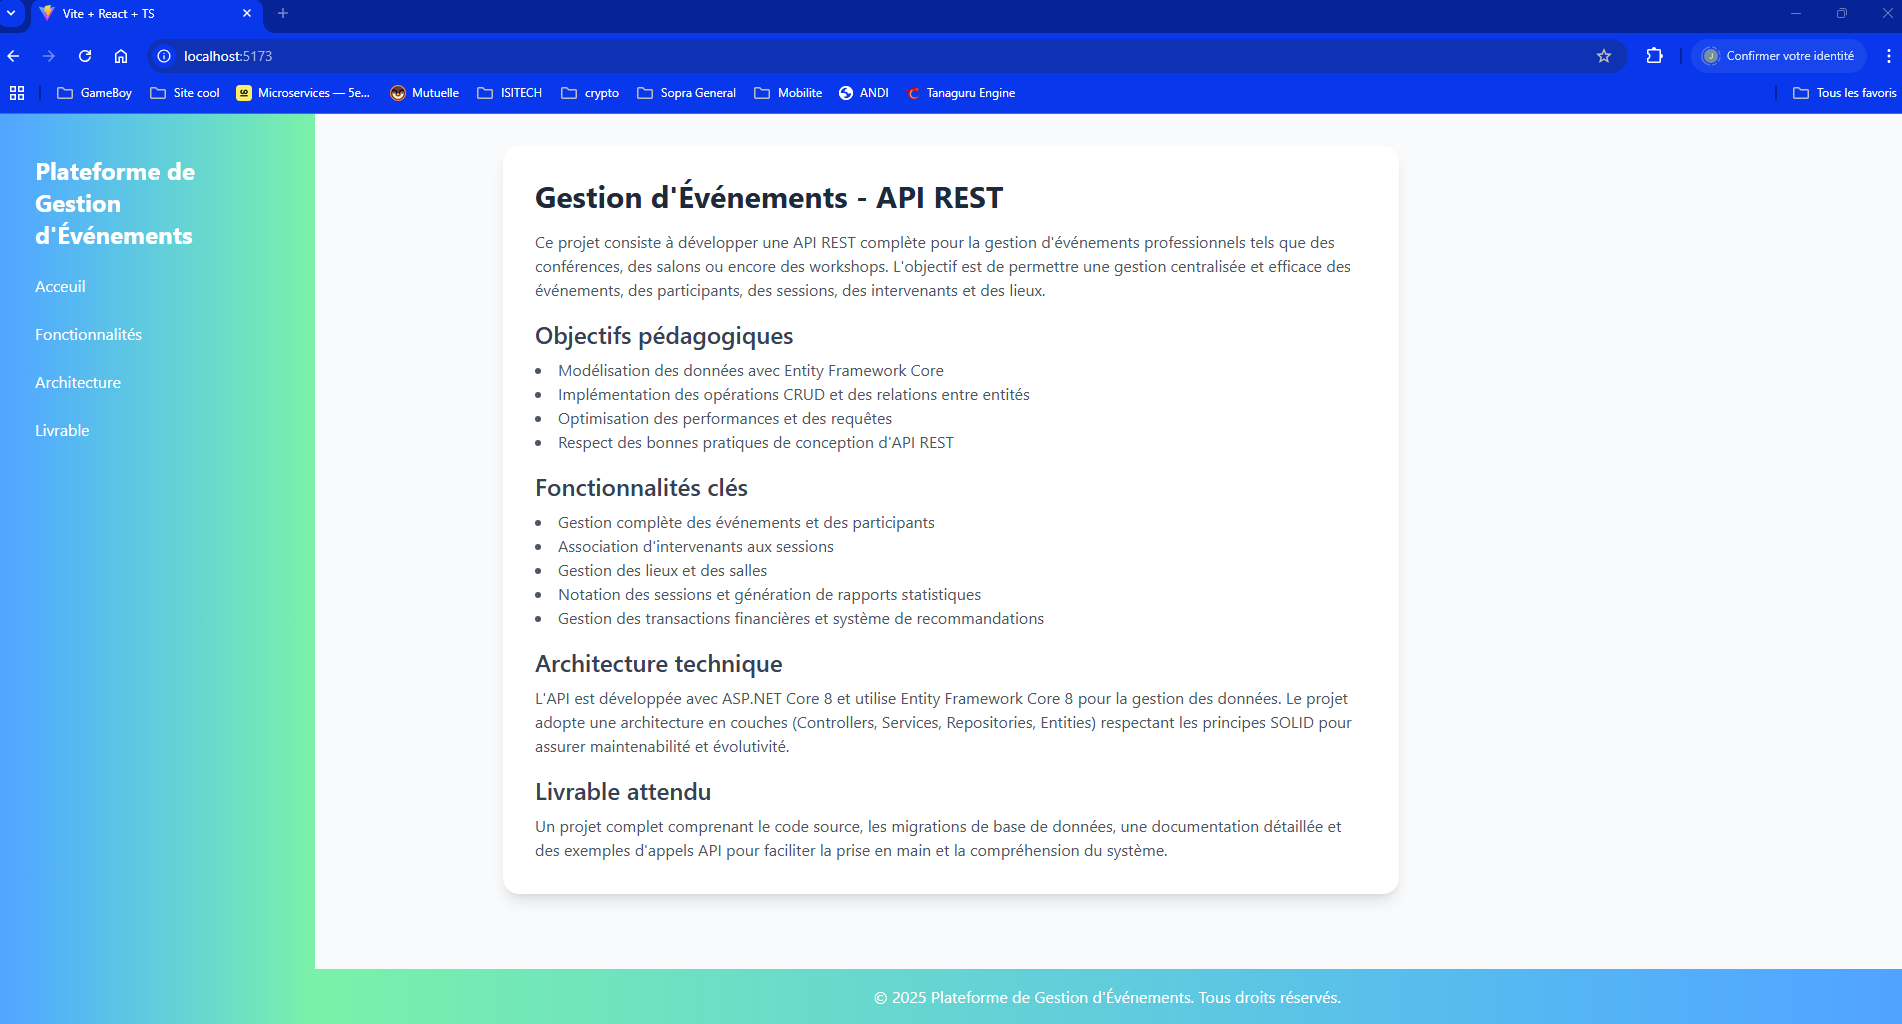 Vite + React + TS
localhost:5173
Confirmer votre identité
GameBoy
Site cool
Microservices — 5e...
Mutuelle
ISITECH
crypto
Sopra General
Mobilite
ANDI
Tanaguru Engine
Tous les favoris
Plateforme de
Gestion
d'Événements
Acceuil
Fonctionnalités
Architecture
Livrable
Gestion d'Événements - API REST
Ce projet consiste à développer une API REST complète pour la gestion d'événements professionnels tels que des
conférences, des salons ou encore des workshops. L'objectif est de permettre une gestion centralisée et efficace des
événements, des participants, des sessions, des intervenants et des lieux.
Objectifs pédagogiques
• Modélisation des données avec Entity Framework Core
• Implémentation des opérations CRUD et des relations entre entités
• Optimisation des performances et des requêtes
• Respect des bonnes pratiques de conception d'API REST
Fonctionnalités clés
• Gestion complète des événements et des participants
• Association d'intervenants aux sessions
• Gestion des lieux et des salles
• Notation des sessions et génération de rapports statistiques
• Gestion des transactions financières et système de recommandations
Architecture technique
L'API est développée avec ASP.NET Core 8 et utilise Entity Framework Core 8 pour la gestion des données. Le projet
adopte une architecture en couches (Controllers, Services, Repositories, Entities) respectant les principes SOLID pour
assurer maintenabilité et évolutivité.
Livrable attendu
Un projet complet comprenant le code source, les migrations de base de données, une documentation détaillée et
des exemples d'appels API pour faciliter la prise en main et la compréhension du système.
© 2025 Plateforme de Gestion d'Événements. Tous droits réservés.